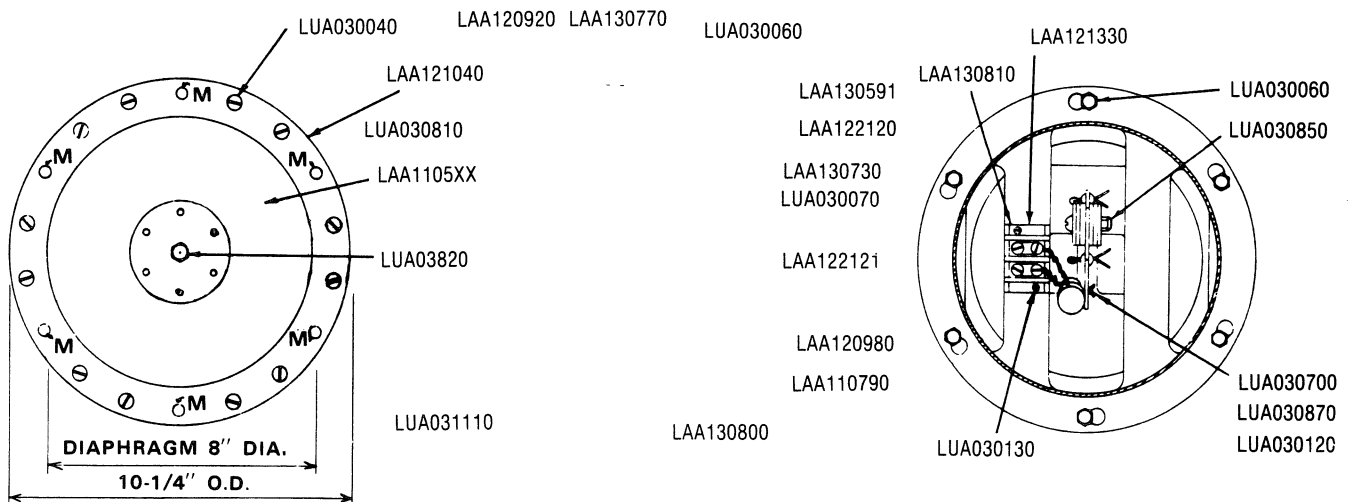 LUA030040
LAA120920 LAA130770
LUA030060
LAA121330
LAA121040
LAA130810
LAA130591
LUA030060
M
LUA030810
LAA122120
LUA030850
M
M
LAA1105XX
LAA130730
LUA030070
LUA03820
LAA12212i
M
M
M
LAA120980
LAA110790
LUA030700
LUA030870
LUA031110
LAA130800
LUA030130
LUA030120
DIAPHRAGM 8" DIA.
10-1/4" O.D.